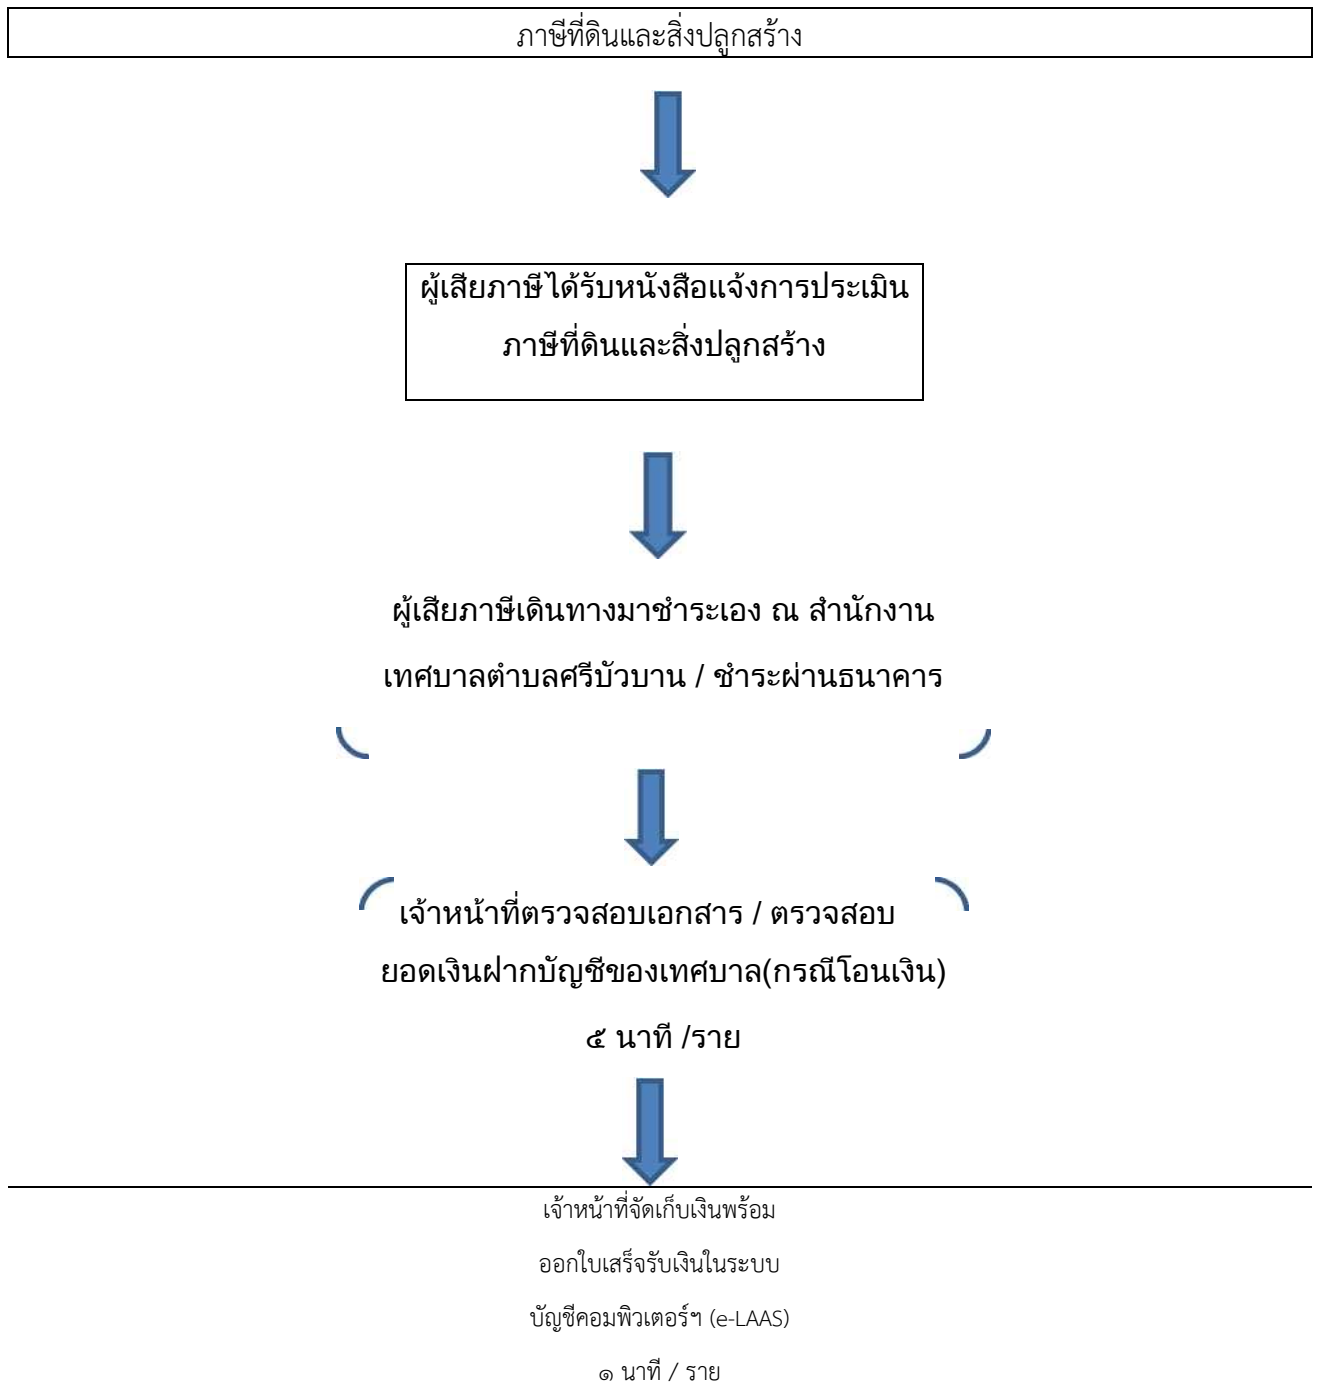 ภาษีที่ดินและสิ่งปลูกสร้าง
ผู้เสียภาษีได้รับหนังสือแจ้งการประเมิน
ภาษีที่ดินและสิ่งปลูกสร้าง
ผู้เสียภาษีเดินทางมาชำระเอง ณ สำนักงาน
เทศบาลตำบลศรีบัวบาน / ชำระผ่านธนาคาร
เจ้าหน้าที่ตรวจสอบเอกสาร / ตรวจสอบ
ยอดเงินฝากบัญชีของเทศบาล(กรณีโอนเงิน)
๕ นาที /ราย
เจ้าหน้าที่จัดเก็บเงินพร้อม
ออกใบเสร็จรับเงินในระบบ
บัญชีคอมพิวเตอร์ฯ (e-LAAS)
๑ นาที / ราย